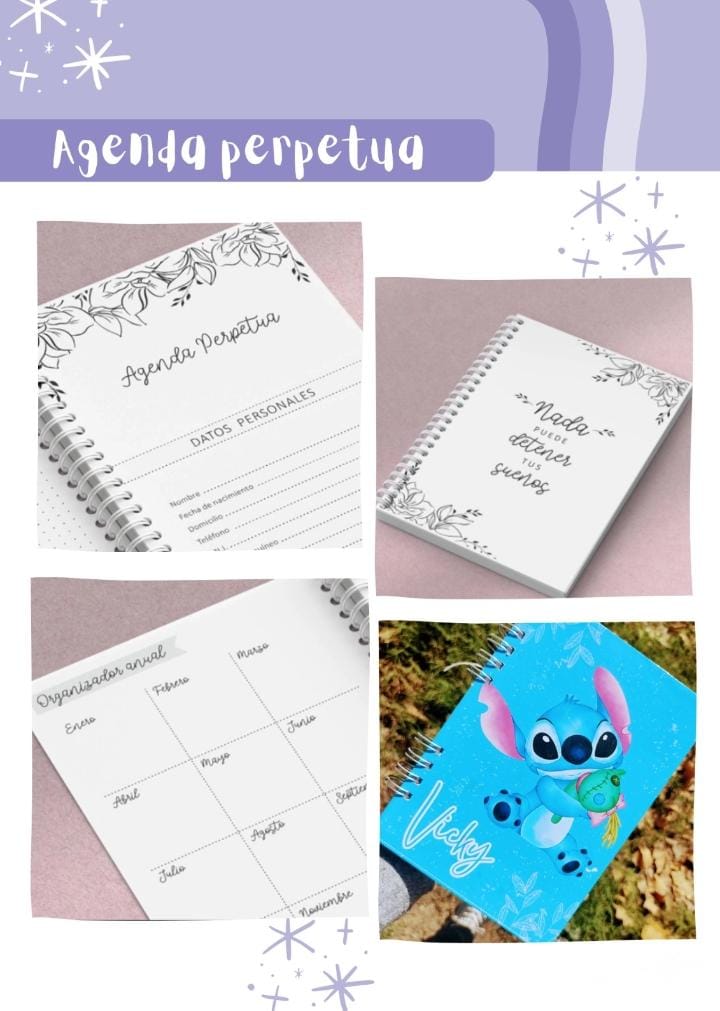 Agenda perpetua
Agenda Perpetua
DATOS PERSONALES
Nombre
Fecha de nacimiento
Domicilio
Teléfono
Nada
PUEDE
detener
TUS
sueños
Organizador anual
Enero
Febrero
Marzo
Abril
Mayo
Junio
Julio
Agosto
Noviembre
Vicky